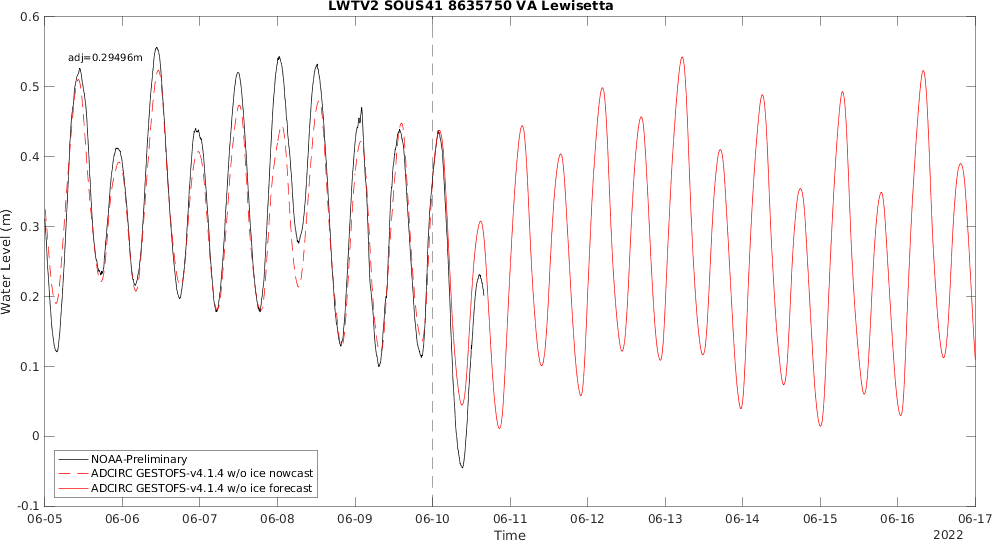 LWTV2 SOUS41 8635750 VA Lewisetta
adj=0.29496m
0.6
0.5
0.4
0.3
0.2
0.1
0
-0.1
Water Level (m)
NOAA-Preliminary
ADCIRC GESTOFS-v4.1.4 w/o ice nowcast
ADCIRC GESTOFS-v4.1.4 w/o ice forecast
06-05 06-06 06-07 06-08 06-09 06-10 06-11 06-12 06-13 06-14 06-15 06-16 06-17
Time
2022